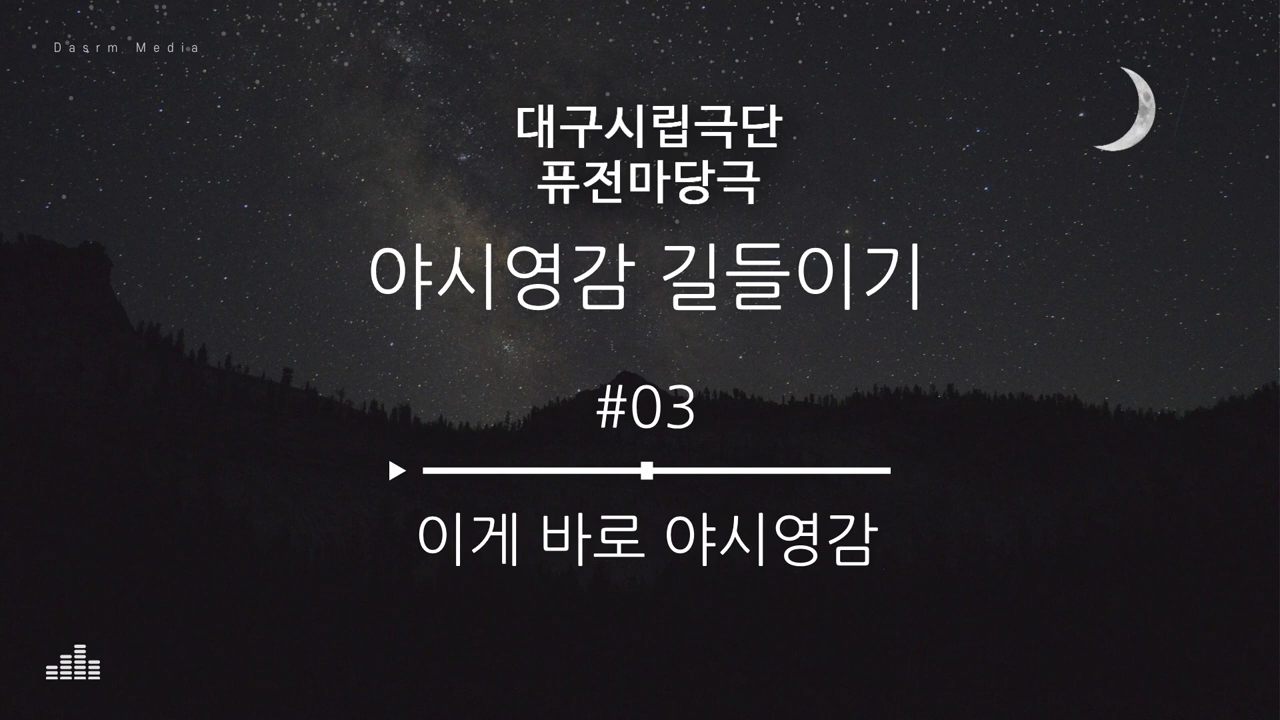 Dasrm Media
대구시립극단
퓨전마당극
야시영감 길들이기
#03
이게 바로 야시영감